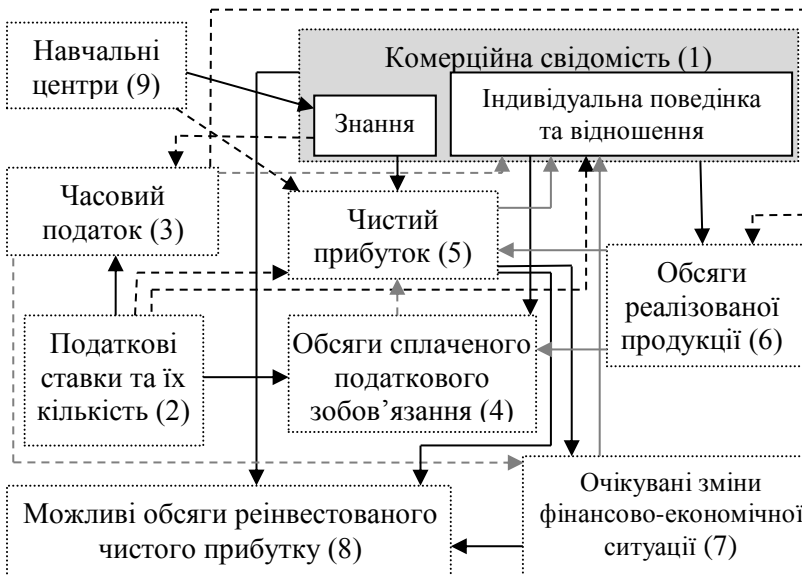 Навчальні
центри (9)
Комерційна свідомість (1)
Знання
Індивідуальна поведінка
та відношення
Часовий
податок (3)
Чистий
прибуток (5)
Обсяги
реалізованої
продукції (6)
Податкові
ставки та їх
кількість (2)
Обсяги сплаченого
податкового
зобов’язання (4)
Можливі обсяги реінвестованого
чистого прибутку (8)
Очікувані зміни
фінансово-економічної
ситуації (7)